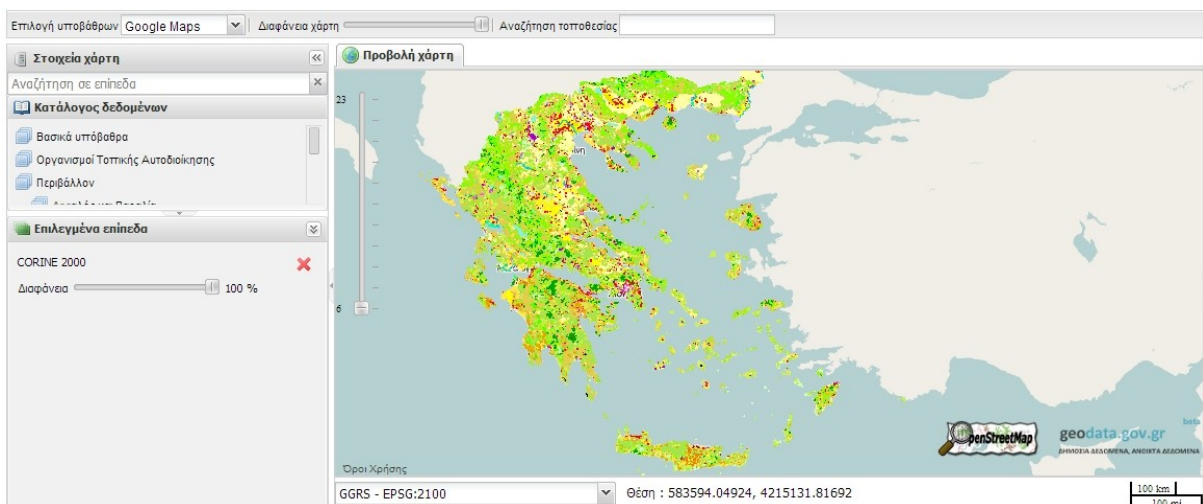 Επιλογή υποβάθρων Google Maps Διαφάνεια χάρτη Αναζήτηση τοποθεσίας
Στοιχεία χάρτη
Αναζήτηση σε επίπεδα
Κατάλογος δεδομένων
Βασικά υπόβαθρα
Οργανισμοί Τοπικής Αυτοδιοίκησης
Περιβάλλον
Επιλεγμένα επίπεδα
CORINE 2000
Διαφάνεια 100 %
Προβολή χάρτη
23
6
OpenStreetMap
beta
geodata.gov.gr
ΔΗΜΟΣΙΑ ΔΕΔΟΜΕΝΑ, ΑΝΟΙΚΤΑ ΔΕΔΟΜΕΝΑ
Όροι Χρήσης
GGRS - EPSG:2100 Θέση : 583594.04924, 4215131.81692
100 km
100 mi